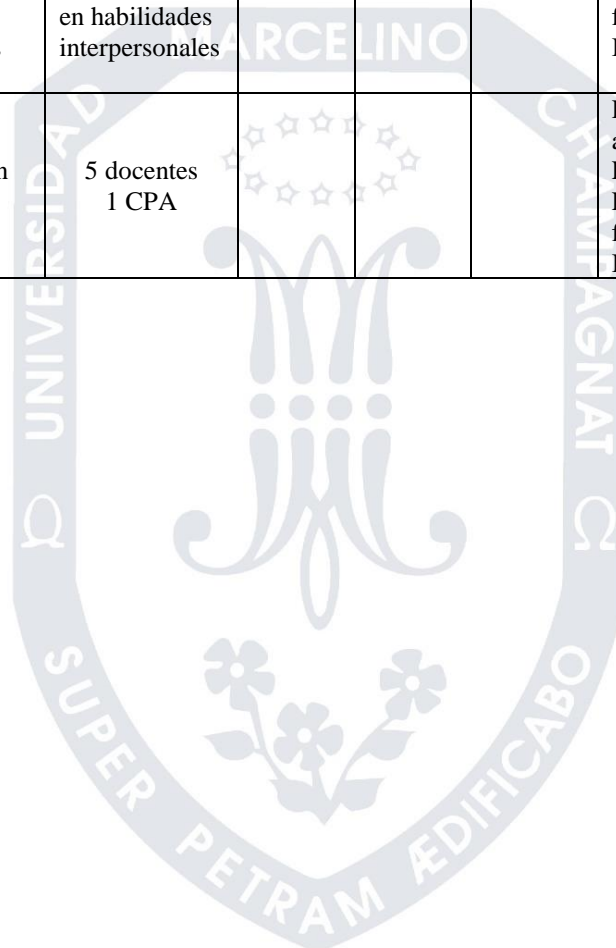 en habilidades
interpersonales
5 docentes
1 CPA
UNIVERSIDAD MARCELINO CHAMPAGNAT
SUPER PETRAM ÆDIFICABO